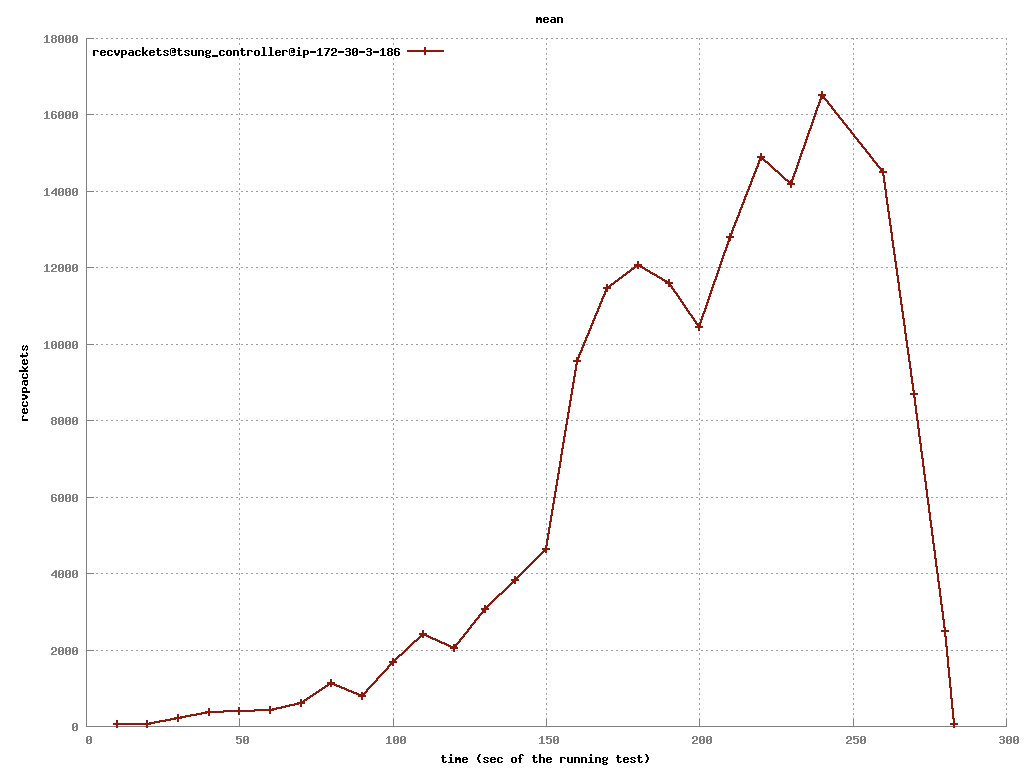 mean
18000
recvpackets@tsung_controller@ip-172-30-3-186
16000
14000
12000
10000
recvpackets
8000
6000
4000
2000
0
0 50 100 150 200 250 300
time (sec of the running test)